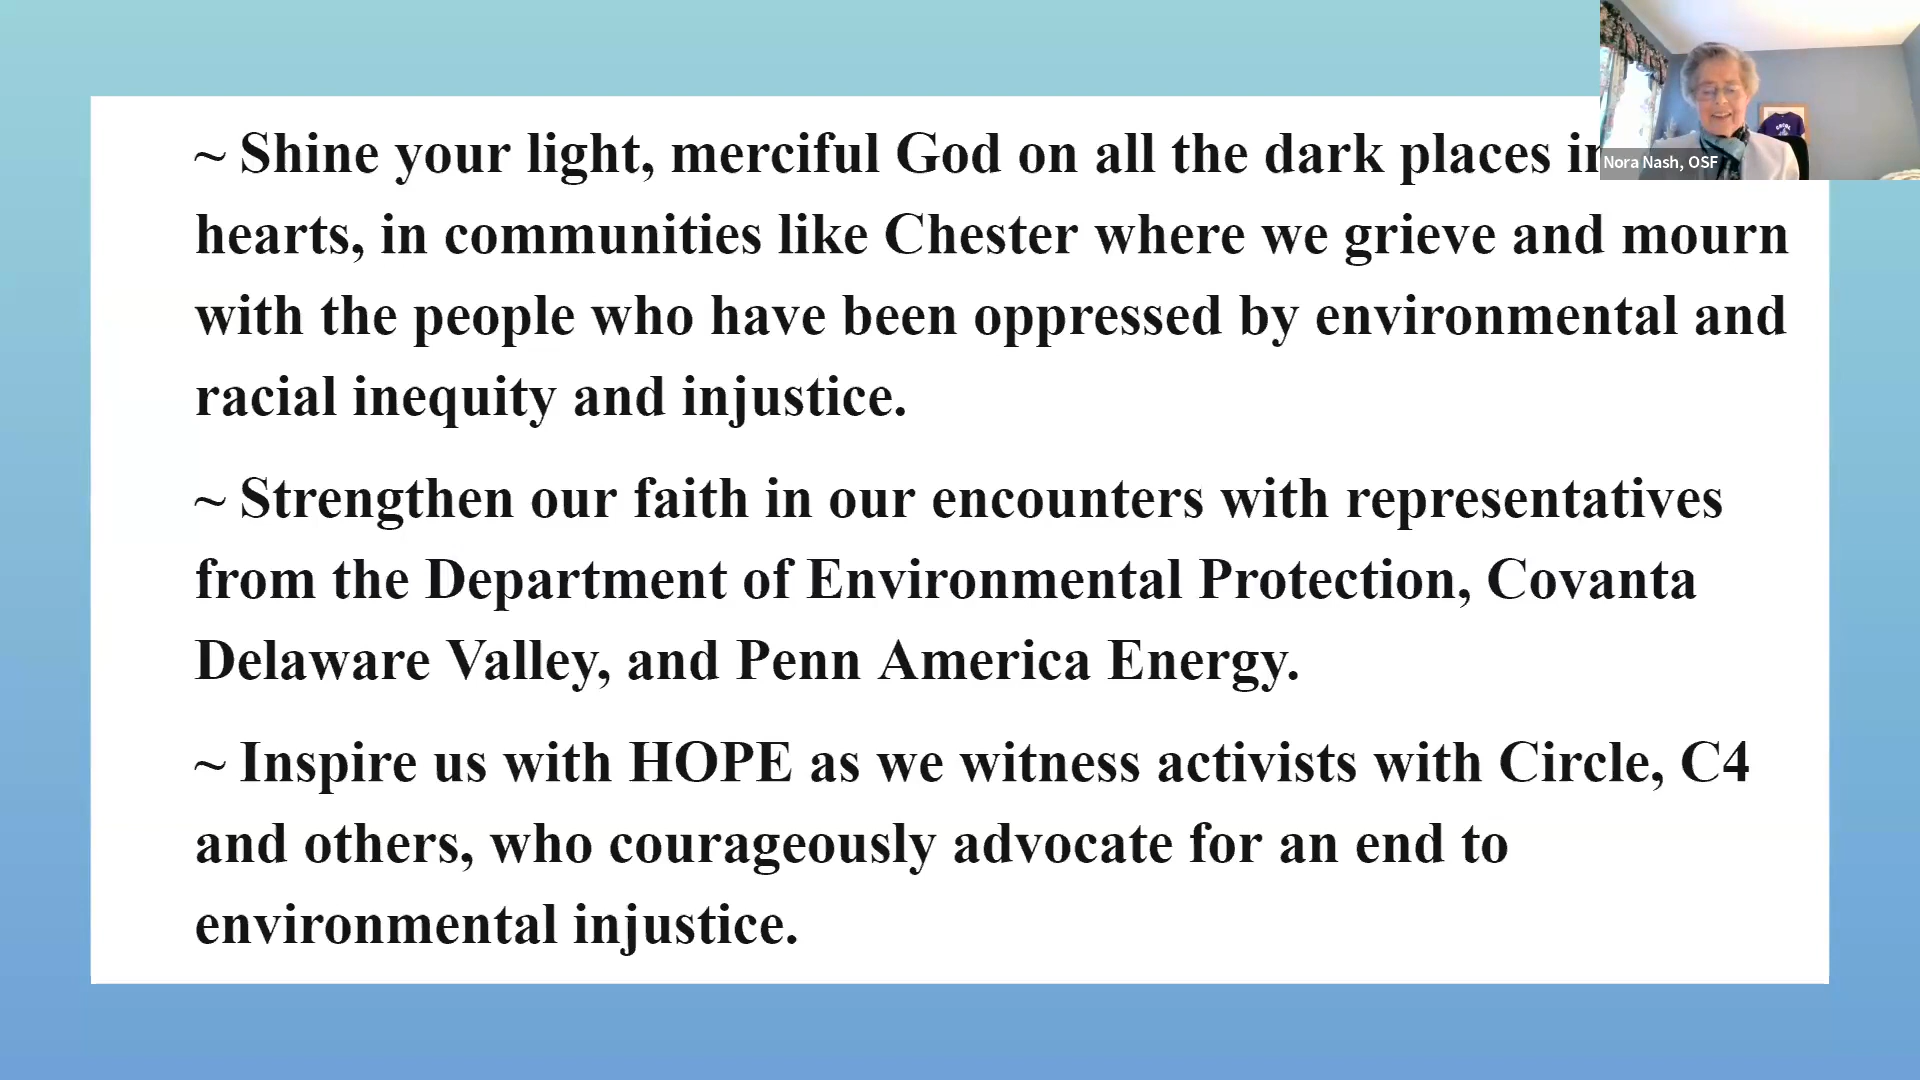 ~ Shine your light, merciful God on all the dark places in
hearts, in communities like Chester where we grieve and mourn
with the people who have been oppressed by environmental and
racial inequity and injustice.
~ Strengthen our faith in our encounters with representatives
from the Department of Environmental Protection, Covanta
Delaware Valley, and Penn America Energy.
~ Inspire us with HOPE as we witness activists with Circle, C4
and others, who courageously advocate for an end to
environmental injustice.
Nora Nash, OSF